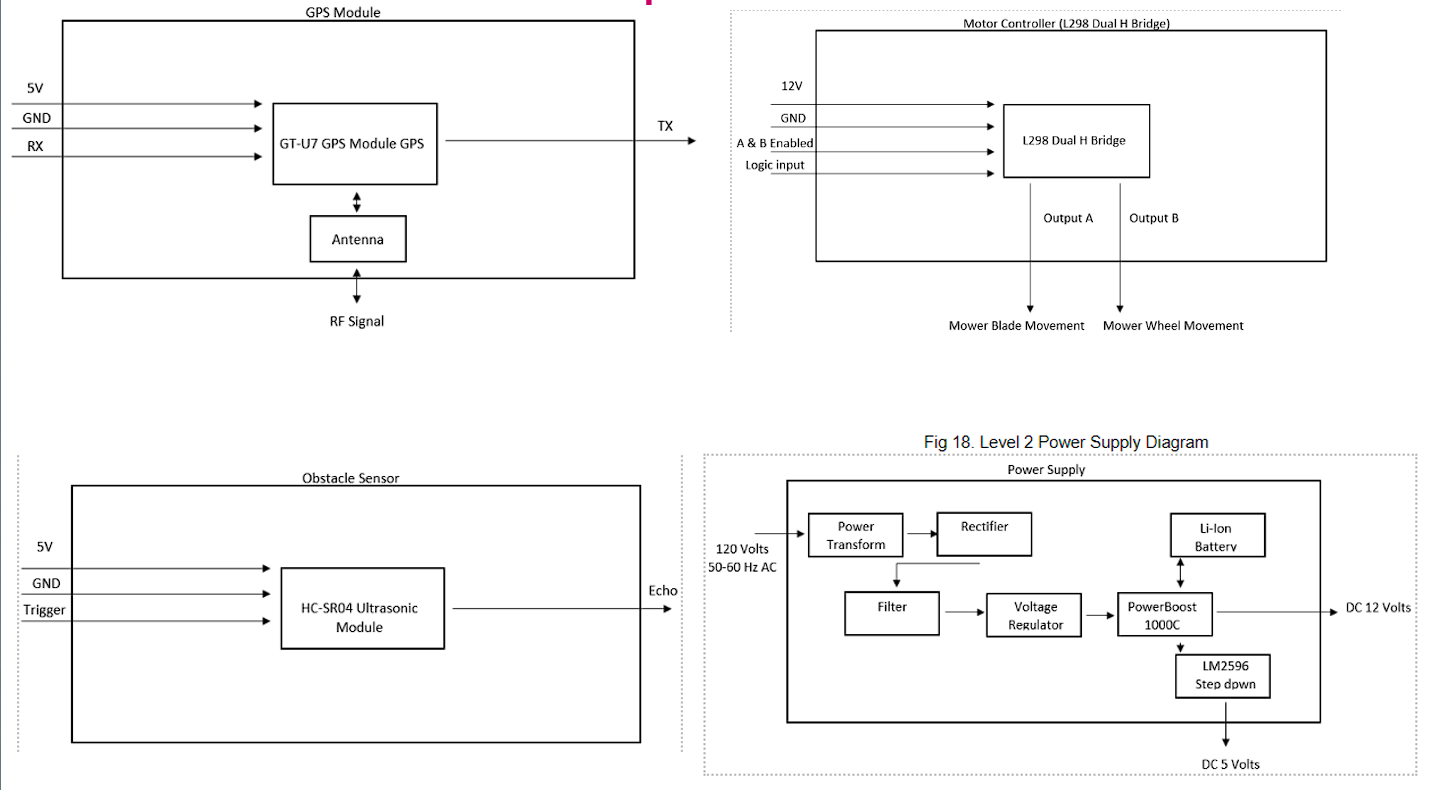 GPS Module
5V
GND
RX
GT-U7 GPS Module GPS
TX
Antenna
RF Signal
Motor Controller (L298 Dual H Bridge)
12V
GND
A & B Enabled
Logic input
L298 Dual H Bridge
Output A
Output B
Mower Blade Movement
Mower Wheel Movement
Obstacle Sensor
5V
GND
Trigger
HC-SR04 Ultrasonic
Module
Echo
Fig 18. Level 2 Power Supply Diagram
Power Supply
120 Volts
50-60 Hz AC
Power
Transform
Rectifier
Li-Ion
Battery
Filter
Voltage
Regulator
PowerBoost
1000C
DC 12 Volts
LM2596
Step dpwn
DC 5 Volts